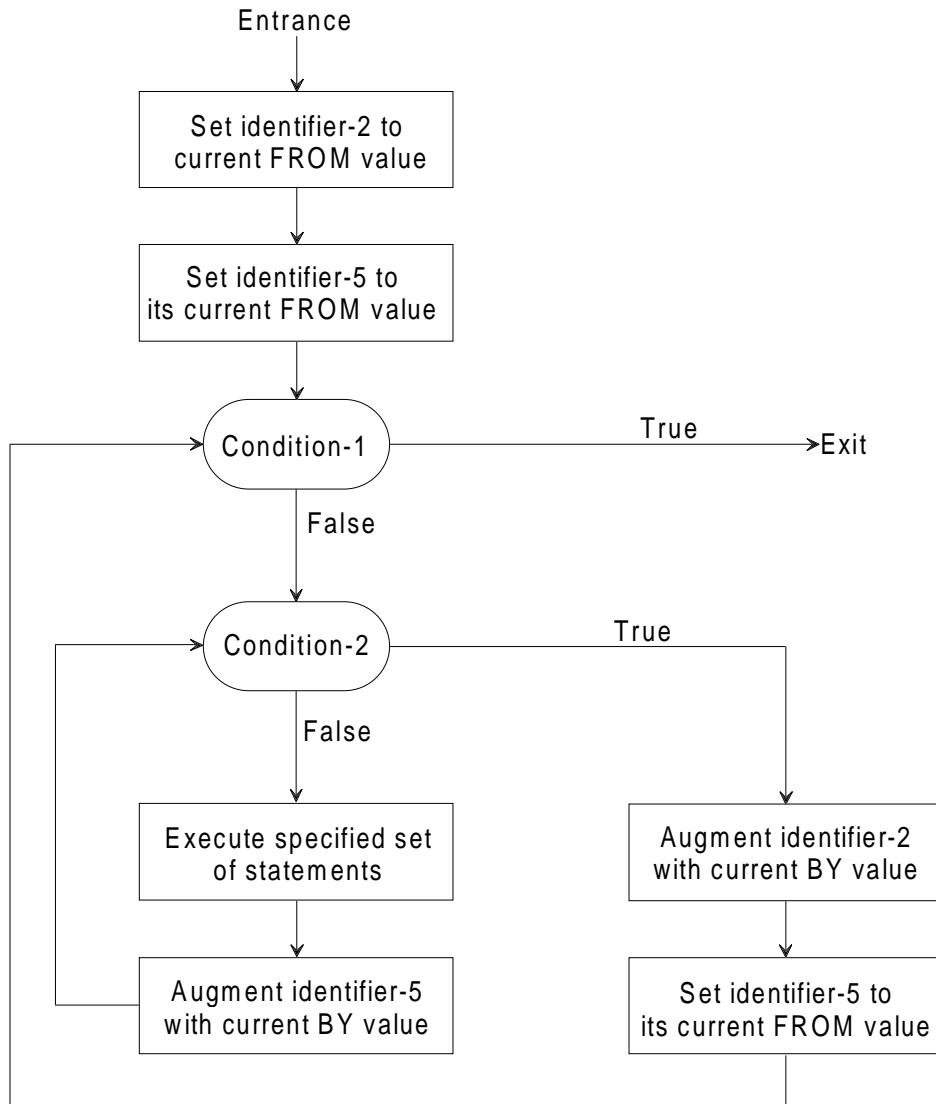 Entrance
Set identifier-2 to
current FROM value
Set identifier-5 to
its current FROM value
Condition-1
True
Exit
False
Condition-2
True
False
Execute specified set
of statements
Augment identifier-2
with current BY value
Augment identifier-5
with current BY value
Set identifier-5 to
its current FROM value